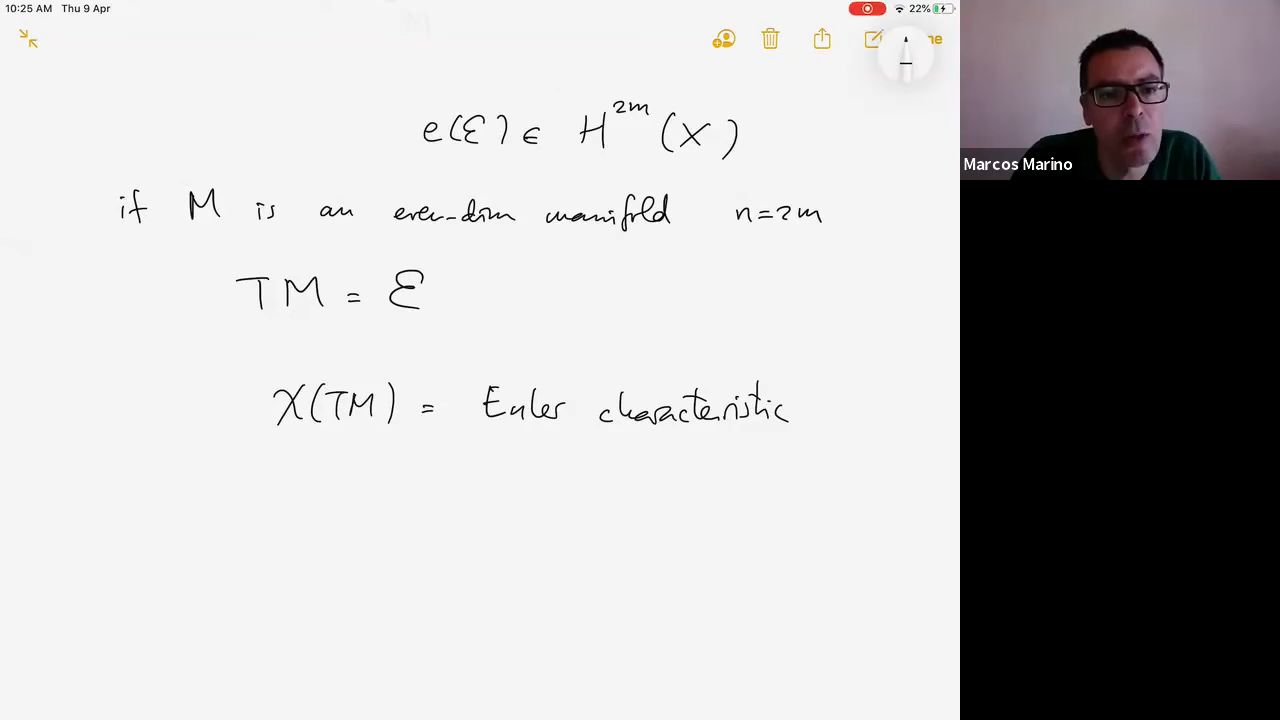 10:25 AM Thu 9 Apr
22%
ne
e(ℰ) ∈ H^{2m}(X)
Marcos Marino
if M is an even-dim manifold n=2m
TM = ℰ
χ(TM) = Euler characteristic